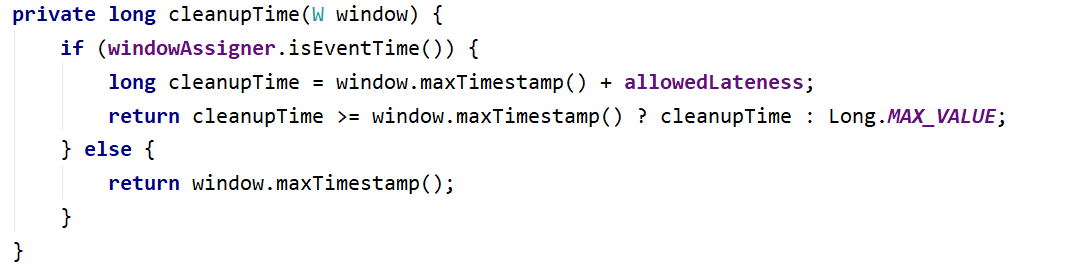 private long cleanupTime(W window) {
    if (windowAssigner.isEventTime()) {
        long cleanupTime = window.maxTimestamp() + allowedLateness;
        return cleanupTime >= window.maxTimestamp() ? cleanupTime : Long.MAX_VALUE;
    } else {
        return window.maxTimestamp();
    }
}